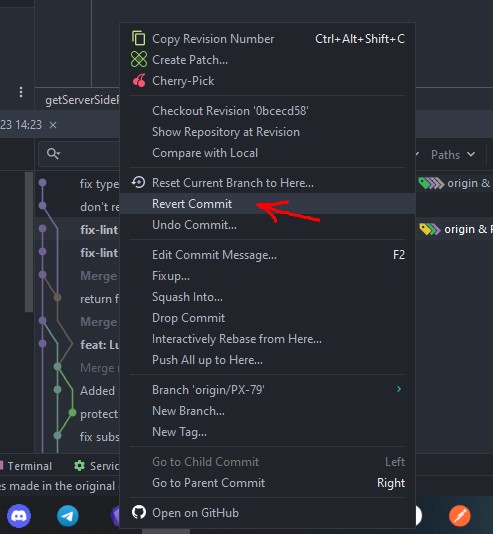 Copy Revision Number Ctrl+Alt+Shift+C
Create Patch...
Cherry-Pick
getServerSideP
Checkout Revision '0bcecd58'
23 14:23
Show Repository at Revision
Compare with Local
Paths
fix type
Reset Current Branch to Here...
origin &
don't re
Revert Commit
fix-lint
Undo Commit...
origin &
fix-lint
Edit Commit Message... F2
Merge
Fixup...
return f
Squash Into...
Merge
Drop Commit
feat: Lu
Interactively Rebase from Here...
Merge
Push All up to Here...
Added
Branch 'origin/PX-79'
protect
New Branch...
fix subs
New Tag...
Terminal
Servic
Go to Child Commit Left
es made in the original
Go to Parent Commit Right
Open on GitHub